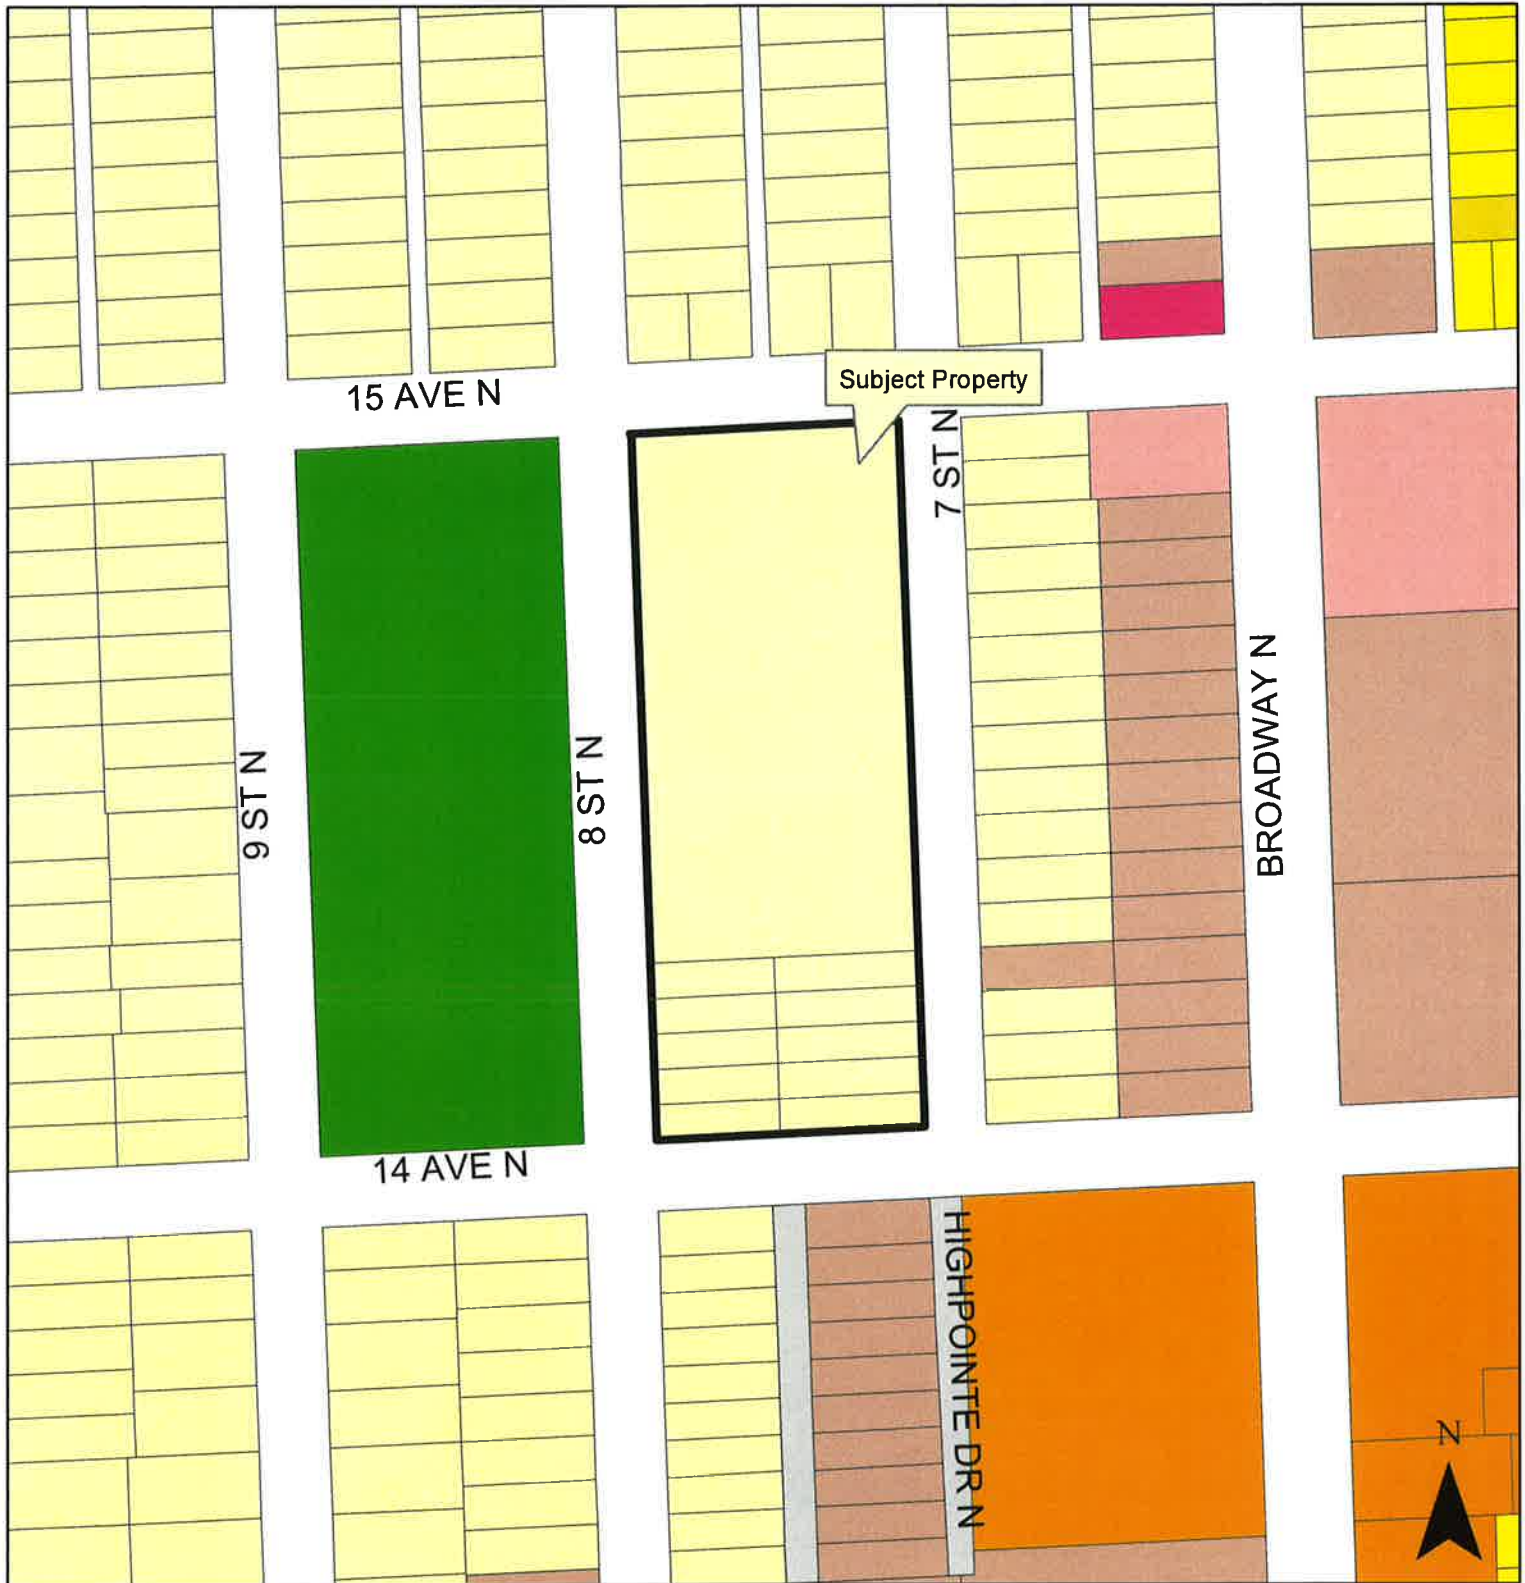 15 AVE N
Subject Property
7 ST N
9 ST N
8 ST N
BROADWAY N
14 AVE N
HIGHPOINTE DR N
N